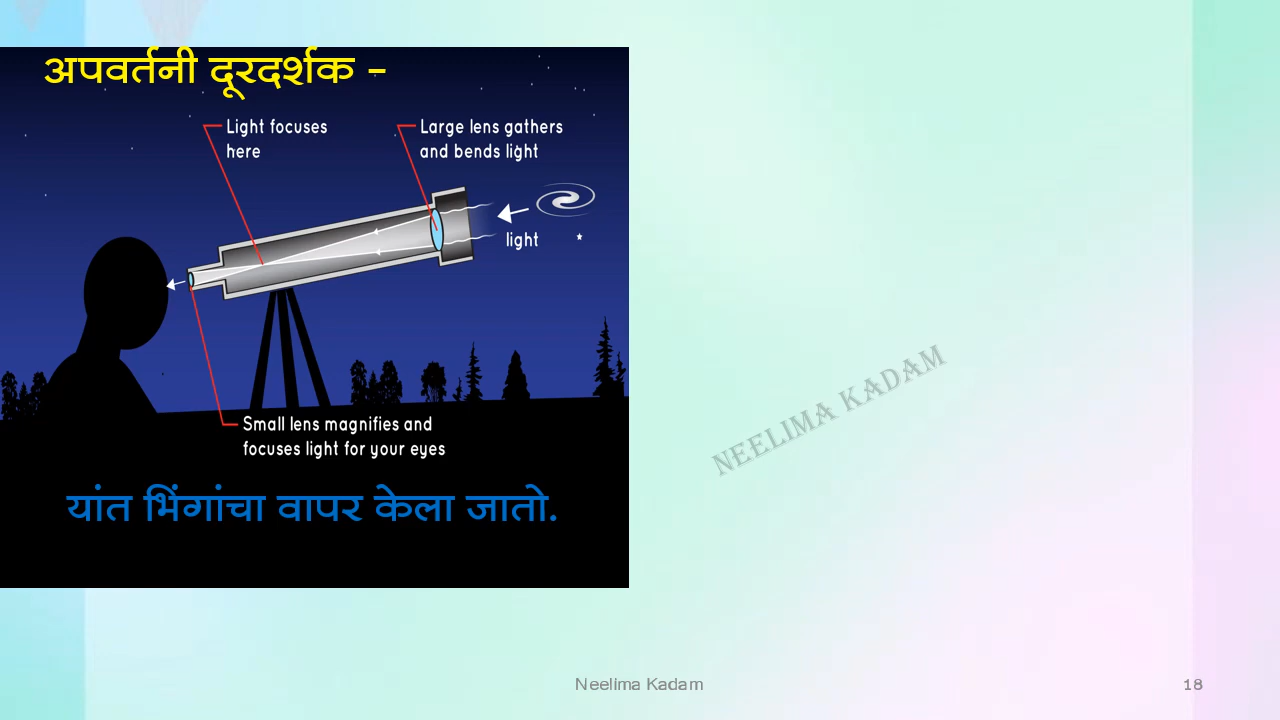 अपवर्तनी दूरदर्शक –
Light focuses
here
Large lens gathers
and bends light
light
Small lens magnifies and
focuses light for your eyes
यांत भिंगांचा वापर केला जातो.
NEELIMA KADAM
Neelima Kadam
18